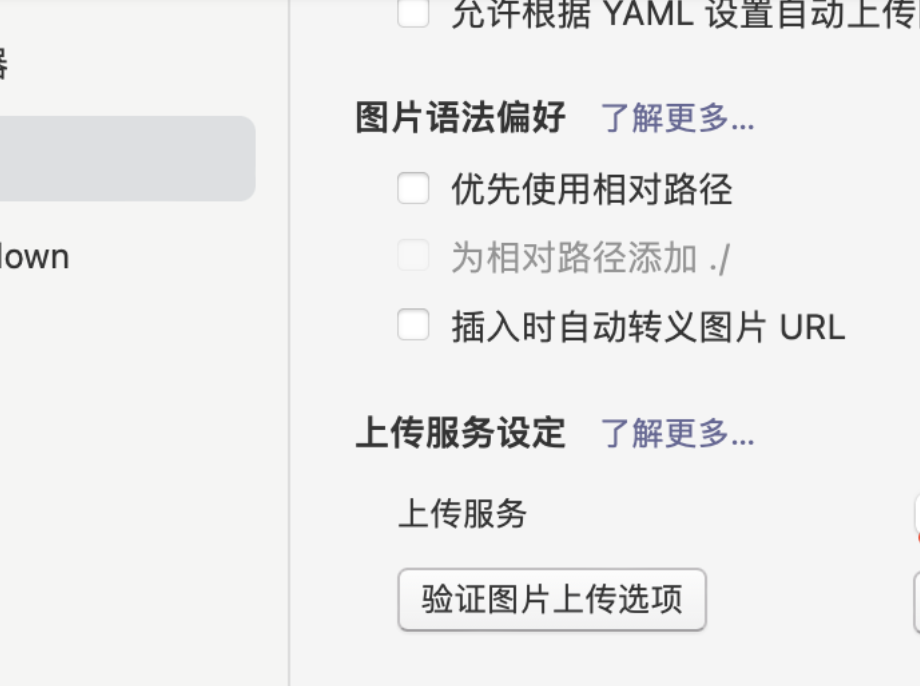 允许根据 YAML 设置自动上传
器
图片语法偏好 了解更多...
优先使用相对路径
为相对路径添加 ./
down
插入时自动转义图片 URL
上传服务设定 了解更多...
上传服务
验证图片上传选项